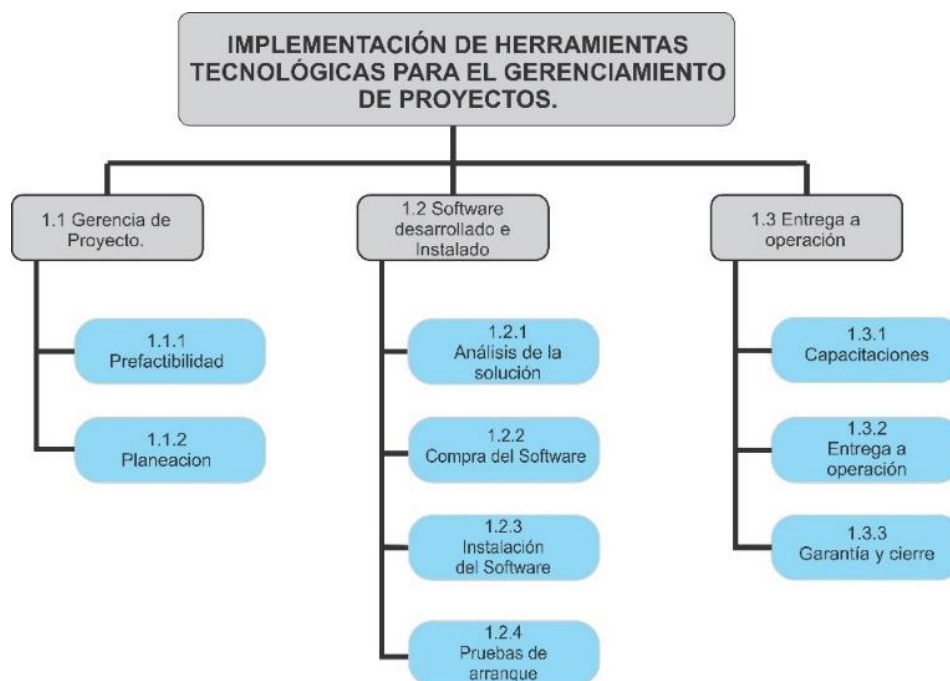 IMPLEMENTACIÓN DE HERRAMIENTAS
TECNOLÓGICAS PARA EL GERENCIAMIENTO
DE PROYECTOS.
1.1 Gerencia de
Proyecto.
1.1.1
Prefactibilidad
1.1.2
Planeacion
1.2 Software
desarrollado e
Instalado
1.2.1
Análisis de la
solución
1.2.2
Compra del Software
1.2.3
Instalación
del Software
1.2.4
Pruebas de
arranque
1.3 Entrega a
operación
1.3.1
Capacitaciones
1.3.2
Entrega a
operación
1.3.3
Garantía y cierre